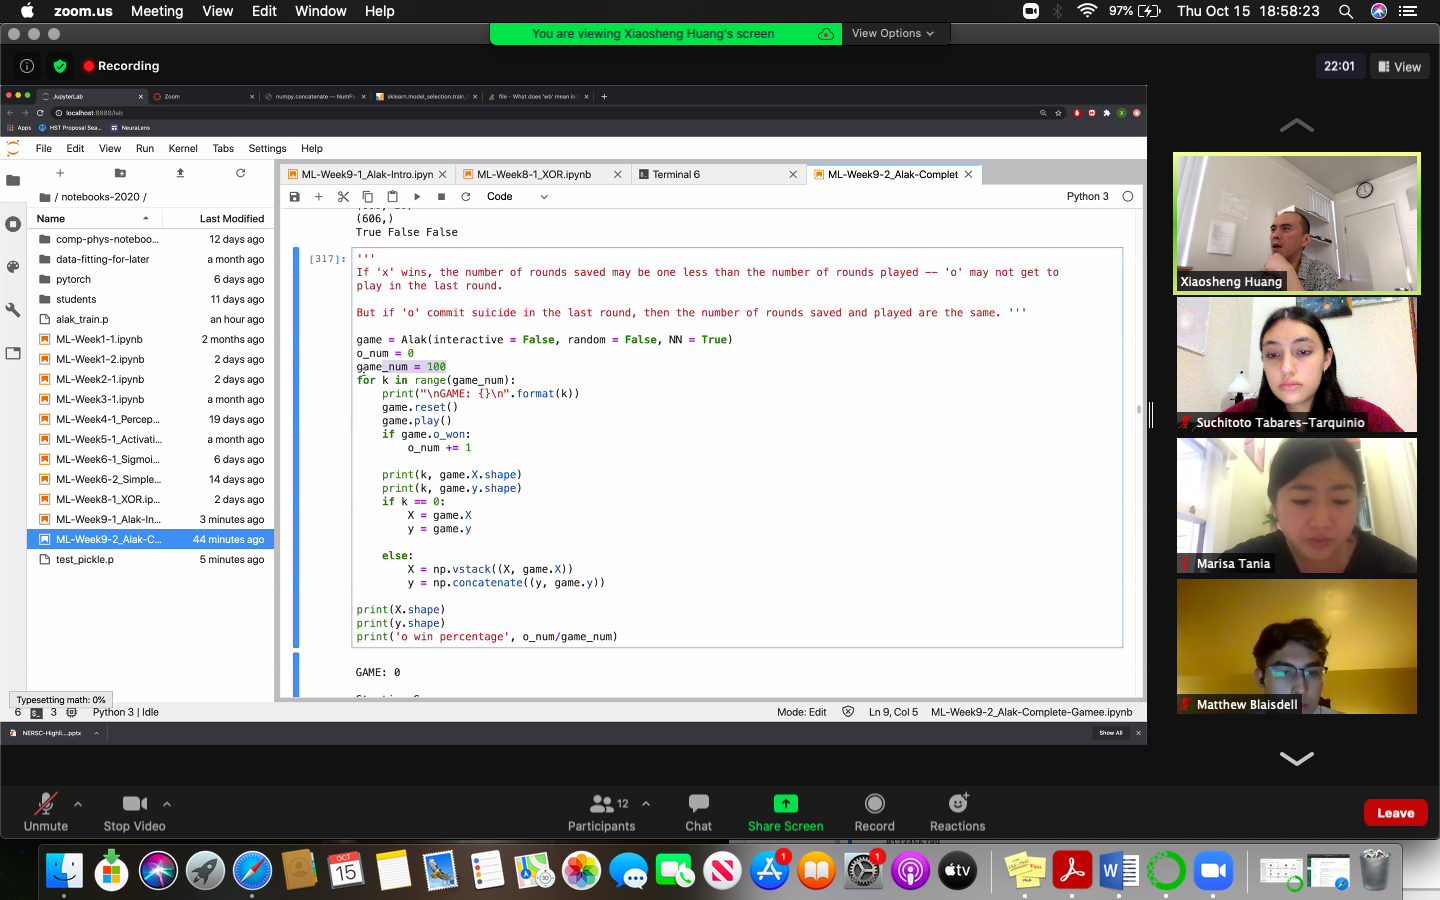 zoom.us Meeting View Edit Window Help 97% Thu Oct 15 18:58:23
You are viewing Xiaosheng Huang's screen View Options
Recording 22:01 View
JupyterLab Zoom numpy.concatenate — NumPy sklearn.model_selection.train_ file - What does 'wb' mean in
localhost:8888/lab
Apps HST Proposal Sea... NeuraLens
File Edit View Run Kernel Tabs Settings Help
ML-Week9-1_Alak-Intro.ipyn ML-Week8-1_XOR.ipynb Terminal 6 ML-Week9-2_Alak-Complet
/ notebooks-2020 /
Code Python 3
Name Last Modified
comp-phys-noteboo... 12 days ago
data-fitting-for-later a month ago
pytorch 6 days ago
students 11 days ago
alak_train.p an hour ago
ML-Week1-1.ipynb 2 months ago
ML-Week1-2.ipynb 2 days ago
ML-Week2-1.ipynb 2 days ago
ML-Week3-1.ipynb a month ago
ML-Week4-1_Percep... 19 days ago
ML-Week5-1_Activati... a month ago
ML-Week6-1_Sigmoi... 6 days ago
ML-Week6-2_Simple... 14 days ago
ML-Week8-1_XOR.ip... 2 days ago
ML-Week9-1_Alak-In... 3 minutes ago
ML-Week9-2_Alak-C... 44 minutes ago
test_pickle.p 5 minutes ago
(606,)
True False False
[317]: '''
If 'x' wins, the number of rounds saved may be one less than the number of rounds played -- 'o' may not get to
play in the last round.
But if 'o' commit suicide in the last round, then the number of rounds saved and played are the same. '''
game = Alak(interactive = False, random = False, NN = True)
o_num = 0
game_num = 100
for k in range(game_num):
print("\nGAME: {}\n".format(k))
game.reset()
game.play()
if game.o_won:
o_num += 1
print(k, game.X.shape)
print(k, game.y.shape)
if k == 0:
X = game.X
y = game.y
else:
X = np.vstack((X, game.X))
y = np.concatenate((y, game.y))
print(X.shape)
print(y.shape)
print('o win percentage', o_num/game_num)
GAME: 0
Typesetting math: 0%
6 3 Python 3 | Idle Mode: Edit Ln 9, Col 5 ML-Week9-2_Alak-Complete-Gamee.ipynb
NERSC-Highli....pptx Show All
Xiaosheng Huang
Suchitoto Tabares-Tarquinio
Marisa Tania
Matthew Blaisdell
Unmute Stop Video Participants 12 Chat Share Screen Record Reactions Leave
OCT
15
1
1
tv